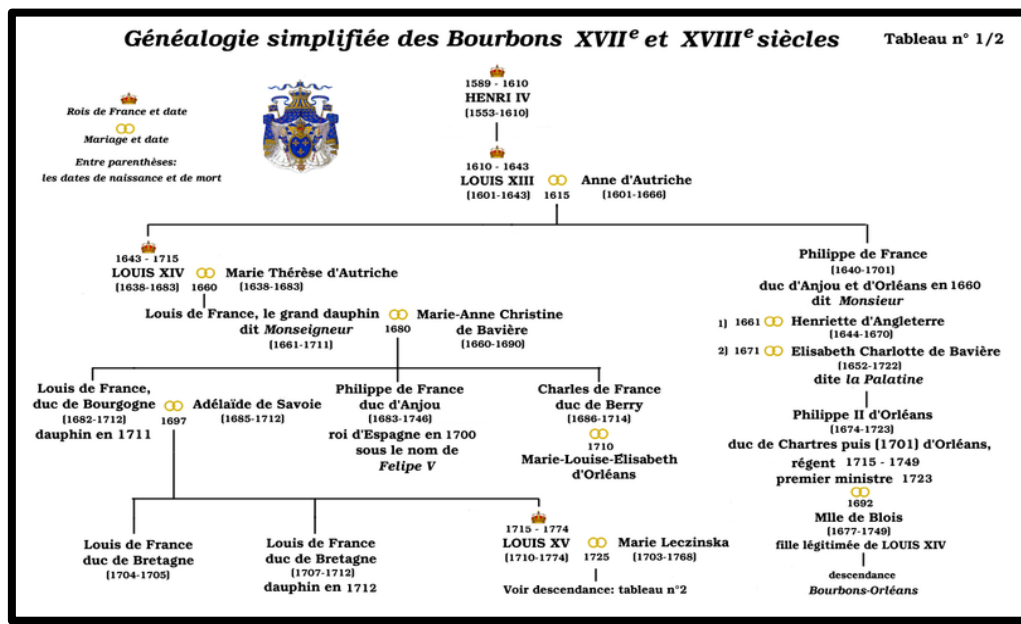 Généalogie simplifiée des Bourbons XVIIe et XVIIIe siècles
Tableau n° 1/2
Rois de France et date
Mariage et date
Entre parenthèses:
les dates de naissance et de mort
1589 - 1610
HENRI IV
(1553-1610)
1610 - 1643
LOUIS XIII
(1601-1643)
1615
Anne d'Autriche
(1601-1666)
1643 - 1715
LOUIS XIV
(1638-1683)
1660
Marie Thérèse d'Autriche
(1638-1683)
Philippe de France
(1640-1701)
duc d'Anjou et d'Orléans en 1660
dit Monsieur
1) 1661 Henriette d'Angleterre
(1644-1670)
2) 1671 Elisabeth Charlotte de Bavière
(1652-1722)
dite la Palatine
Louis de France, le grand dauphin
dit Monseigneur
(1661-1711)
1680
Marie-Anne Christine
de Bavière
(1660-1690)
Louis de France,
duc de Bourgogne
(1682-1712)
dauphin en 1711
1697
Adélaïde de Savoie
(1685-1712)
Philippe de France
duc d'Anjou
(1683-1746)
roi d'Espagne en 1700
sous le nom de
Felipe V
Charles de France
duc de Berry
(1686-1714)
1710
Marie-Louise-Elisabeth
d'Orléans
Philippe II d'Orléans
(1674-1723)
duc de Chartres puis (1701) d'Orléans,
régent 1715 - 1749
premier ministre 1723
1692
Mlle de Blois
(1677-1749)
fille légitimée de LOUIS XIV
descendance
Bourbons-Orléans
Louis de France
duc de Bretagne
(1704-1705)
Louis de France
duc de Bretagne
(1707-1712)
dauphin en 1712
1715 - 1774
LOUIS XV
(1710-1774)
1725
Marie Leczinska
(1703-1768)
Voir descendance: tableau n°2